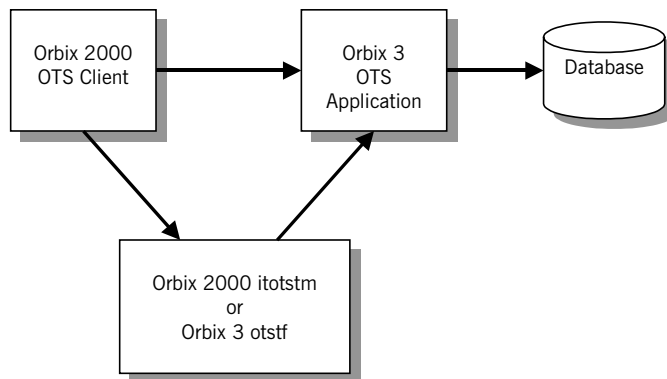 Orbix 2000
OTS Client
Orbix 3
OTS
Application
Database
Orbix 2000 itotstm
or
Orbix 3 otstf